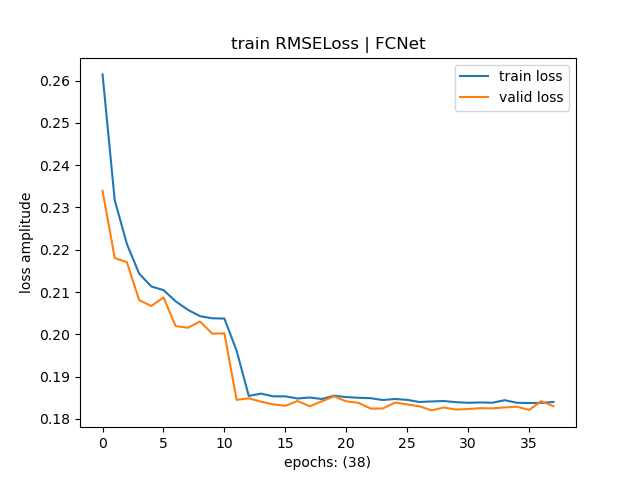 train RMSELoss | FCNet
train loss
valid loss
loss amplitude
0.26
0.25
0.24
0.23
0.22
0.21
0.20
0.19
0.18
0 5 10 15 20 25 30 35
epochs: (38)